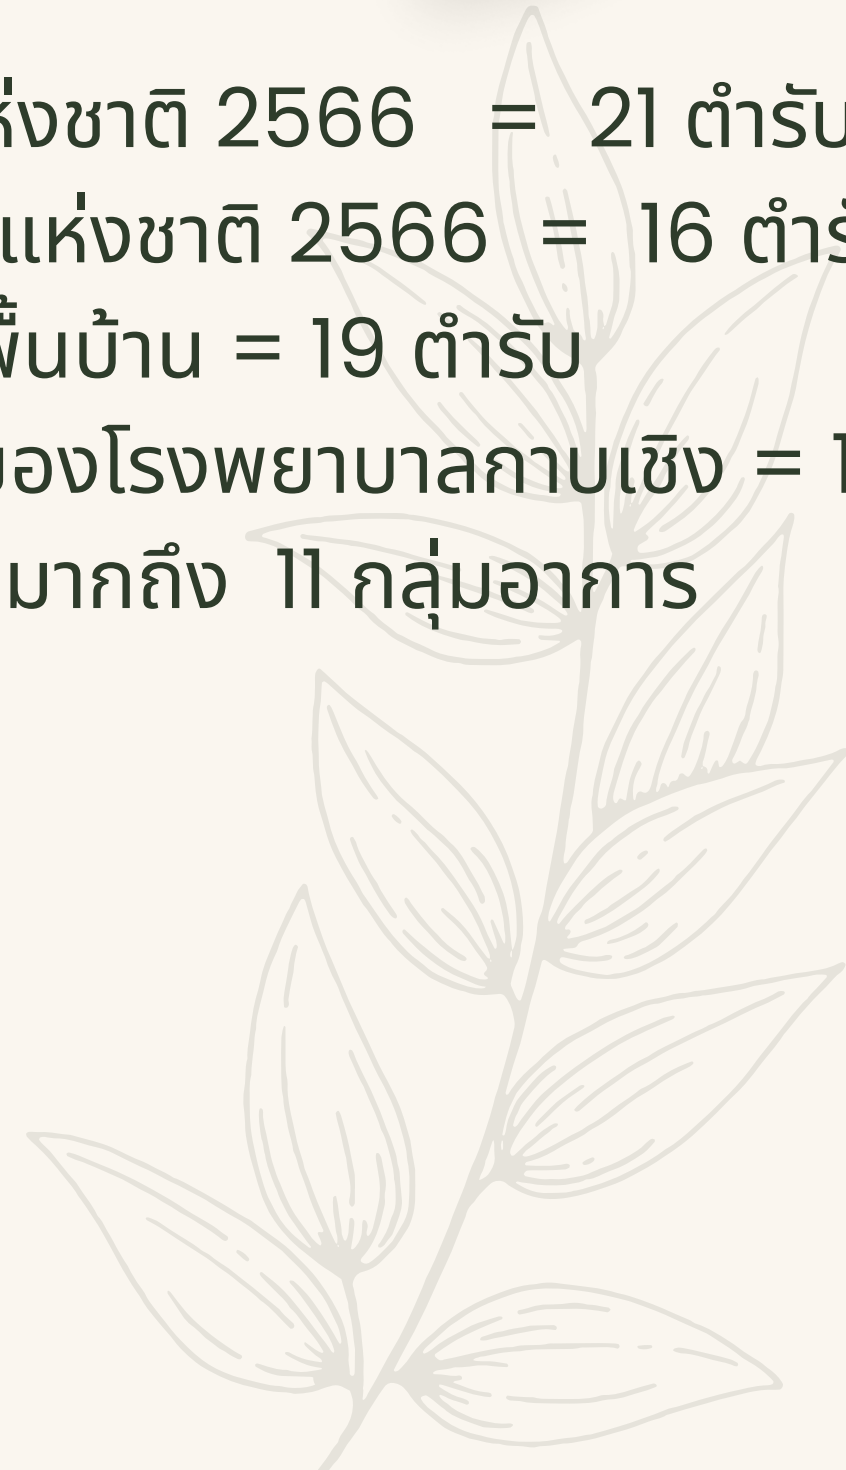 ห่งชาติ 2566 = 21 ตำรับ
แห่งชาติ 2566 = 16 ตำรั
พื้นบ้าน = 19 ตำรับ
ของโรงพยาบาลกาบเชิง = 1
มากถึง 11 กลุ่มอาการ